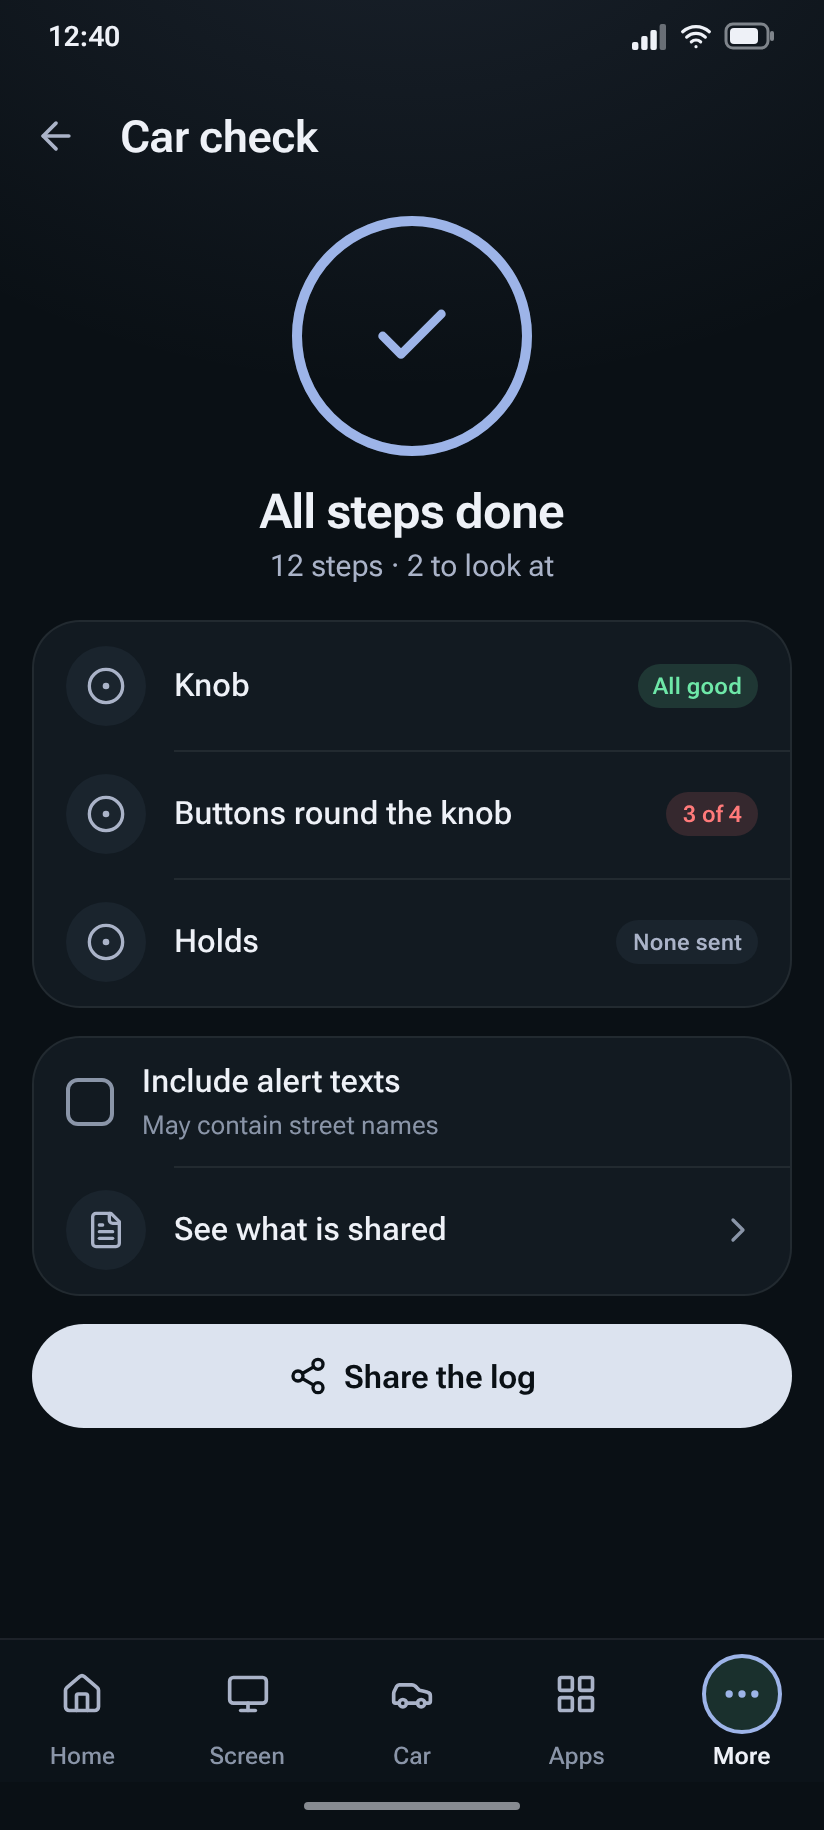 12:40
Car check
All steps done
12 steps · 2 to look at
Knob
All good
Buttons round the knob
3 of 4
Holds
None sent
Include alert texts
May contain street names
See what is shared
Share the log
Home
Screen
Car
Apps
More